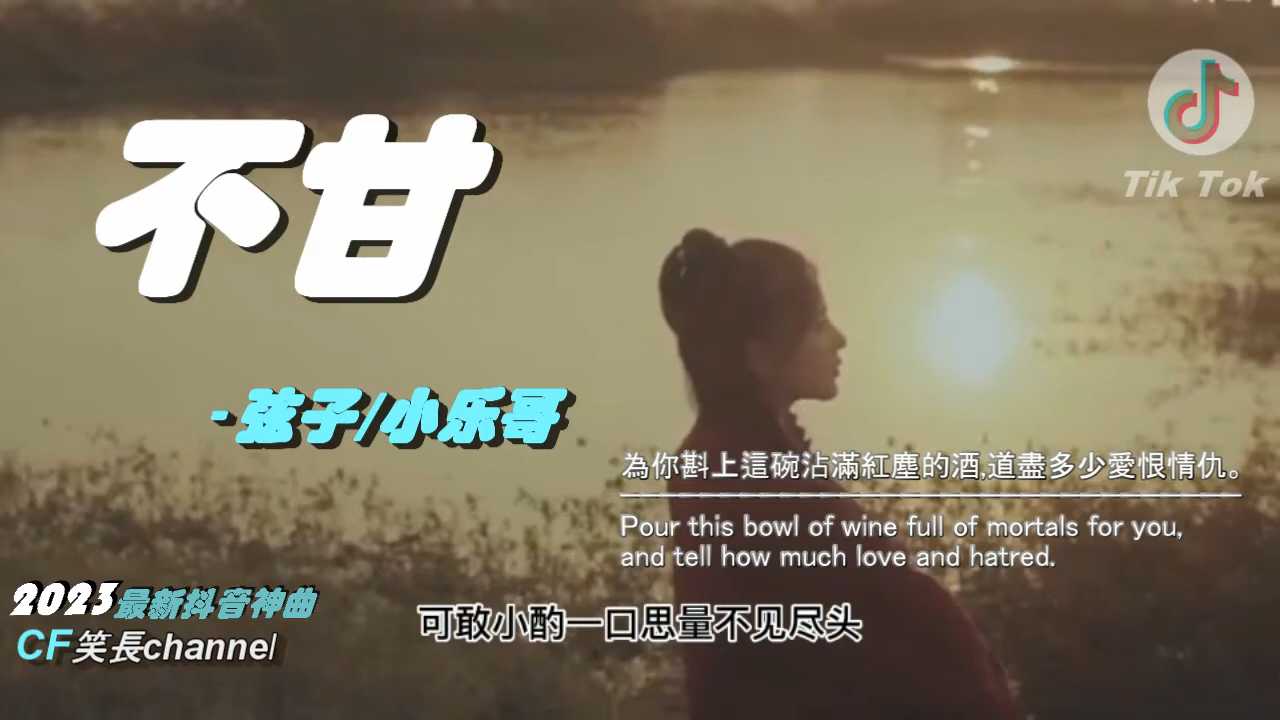 不甘
Tik Tok
-弦子/小乐哥
為你斟上這碗沾滿紅塵的酒,道盡多少愛恨情仇。
Pour this bowl of wine full of mortals for you,
and tell how much love and hatred.
2023最新抖音神曲
CF笑長channel
可敢小酌一口思量不见尽头